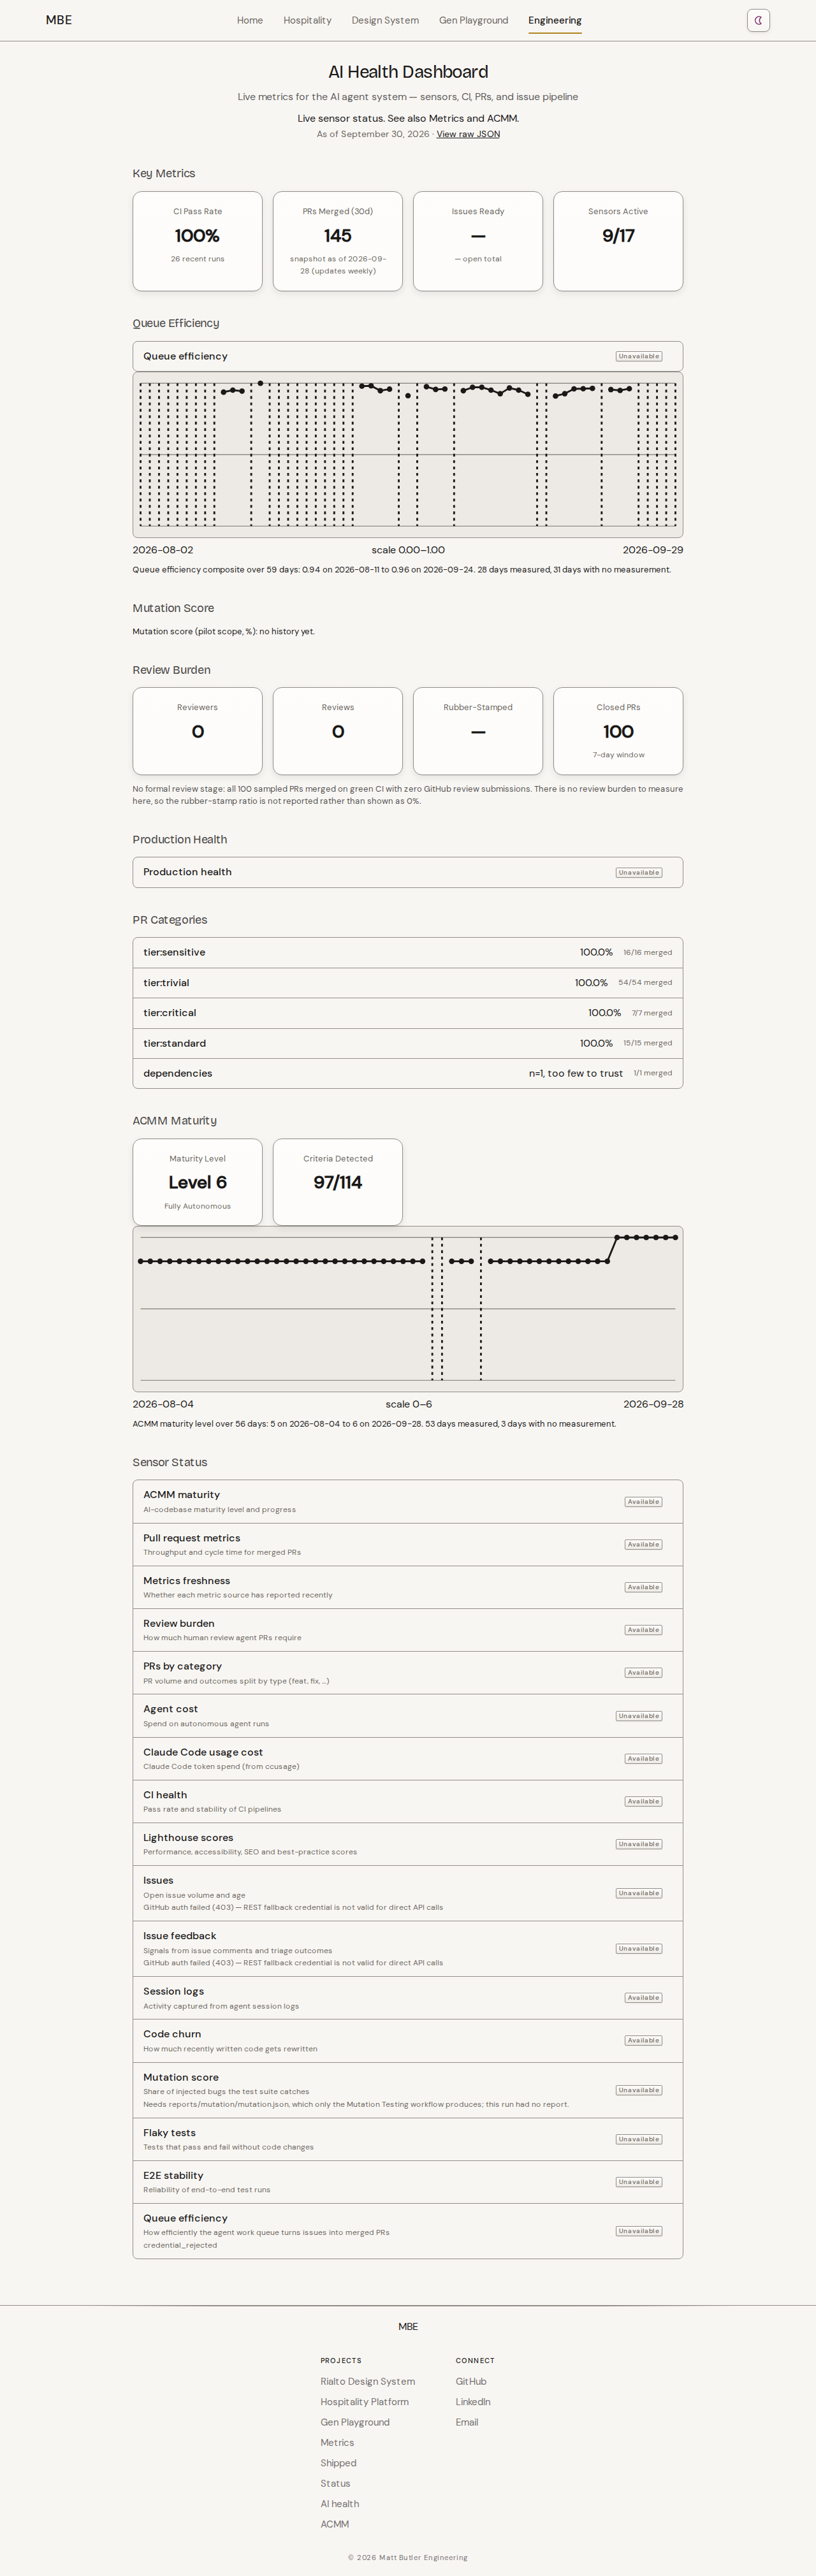 MBE
Home
Hospitality
Design System
Gen Playground
Engineering
AI Health Dashboard
Live metrics for the AI agent system — sensors, CI, PRs, and issue pipeline
Live sensor status. See also Metrics and ACMM.
As of September 30, 2026 · View raw JSON
Key Metrics
CI Pass Rate
100%
26 recent runs
PRs Merged (30d)
145
snapshot as of 2026-09-
28 (updates weekly)
Issues Ready
—
— open total
Sensors Active
9/17
Queue Efficiency
Queue efficiency
Unavailable
2026-08-02
scale 0.00–1.00
2026-09-29
Queue efficiency composite over 59 days: 0.94 on 2026-08-11 to 0.96 on 2026-09-24. 28 days measured, 31 days with no measurement.
Mutation Score
Mutation score (pilot scope, %): no history yet.
Review Burden
Reviewers
0
Reviews
0
Rubber-Stamped
—
Closed PRs
100
7-day window
No formal review stage: all 100 sampled PRs merged on green CI with zero GitHub review submissions. There is no review burden to measure
here, so the rubber-stamp ratio is not reported rather than shown as 0%.
Production Health
Production health
Unavailable
PR Categories
tier:sensitive
100.0%
16/16 merged
tier:trivial
100.0%
54/54 merged
tier:critical
100.0%
7/7 merged
tier:standard
100.0%
15/15 merged
dependencies
n=1, too few to trust
1/1 merged
ACMM Maturity
Maturity Level
Level 6
Fully Autonomous
Criteria Detected
97/114
2026-08-04
scale 0–6
2026-09-28
ACMM maturity level over 56 days: 5 on 2026-08-04 to 6 on 2026-09-28. 53 days measured, 3 days with no measurement.
Sensor Status
ACMM maturity
AI-codebase maturity level and progress
Available
Pull request metrics
Throughput and cycle time for merged PRs
Available
Metrics freshness
Whether each metric source has reported recently
Available
Review burden
How much human review agent PRs require
Available
PRs by category
PR volume and outcomes split by type (feat, fix, …)
Available
Agent cost
Spend on autonomous agent runs
Unavailable
Claude Code usage cost
Claude Code token spend (from ccusage)
Available
CI health
Pass rate and stability of CI pipelines
Available
Lighthouse scores
Performance, accessibility, SEO and best-practice scores
Unavailable
Issues
Open issue volume and age
GitHub auth failed (403) — REST fallback credential is not valid for direct API calls
Unavailable
Issue feedback
Signals from issue comments and triage outcomes
GitHub auth failed (403) — REST fallback credential is not valid for direct API calls
Unavailable
Session logs
Activity captured from agent session logs
Available
Code churn
How much recently written code gets rewritten
Available
Mutation score
Share of injected bugs the test suite catches
Needs reports/mutation/mutation.json, which only the Mutation Testing workflow produces; this run had no report.
Unavailable
Flaky tests
Tests that pass and fail without code changes
Unavailable
E2E stability
Reliability of end-to-end test runs
Unavailable
Queue efficiency
How efficiently the agent work queue turns issues into merged PRs
credential_rejected
Unavailable
MBE
PROJECTS
Rialto Design System
Hospitality Platform
Gen Playground
Metrics
Shipped
Status
AI health
ACMM
CONNECT
GitHub
LinkedIn
Email
© 2026 Matt Butler Engineering